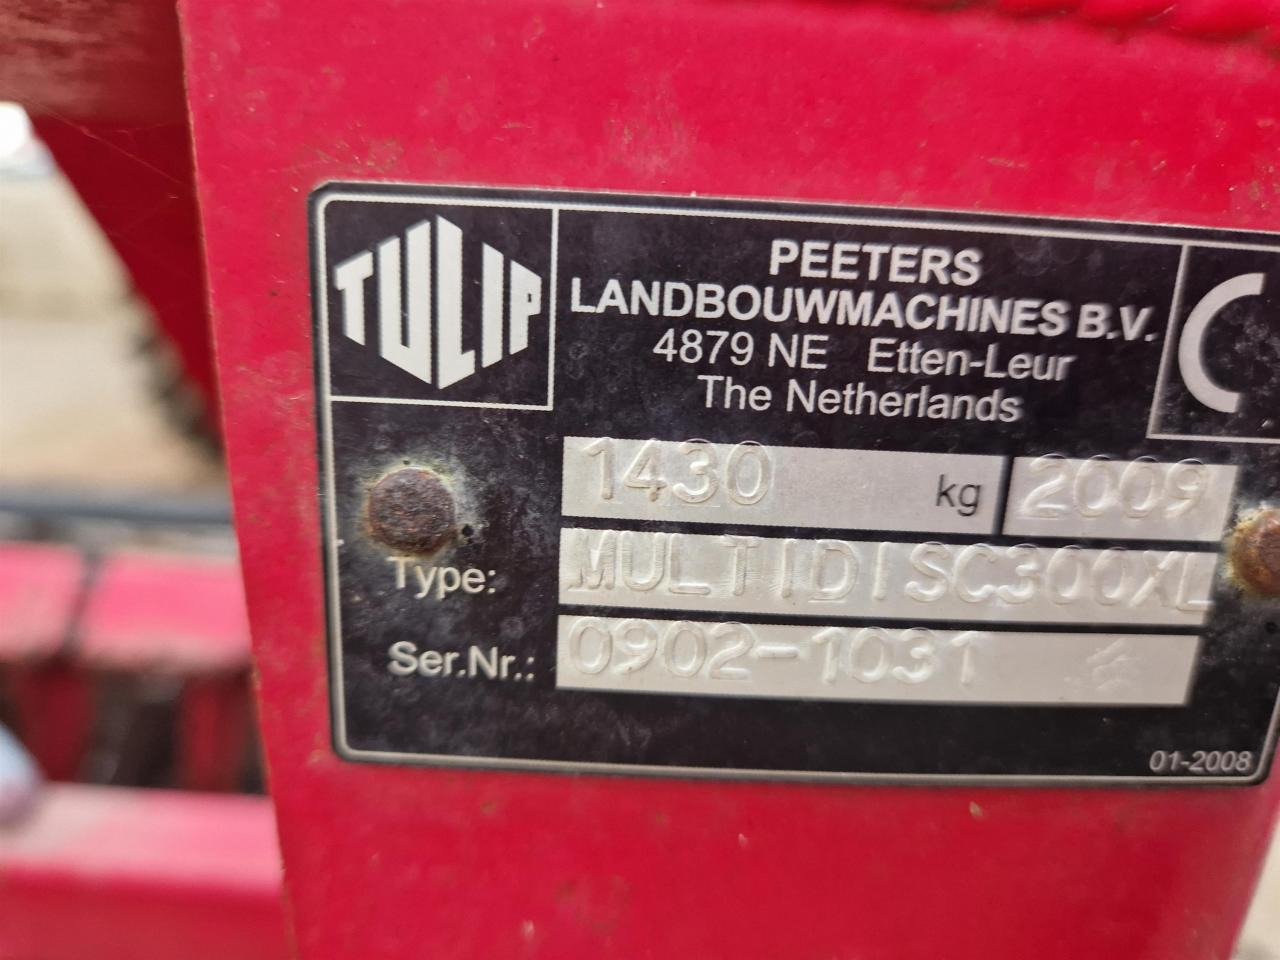 TULIP
PEETERS
LANDBOUWMACHINES B.V.
4879 NE Etten-Leur
The Netherlands
C
1430 kg 2009
Type: MULTIDISC300XL
Ser.Nr.: 0902-1031
01-2008